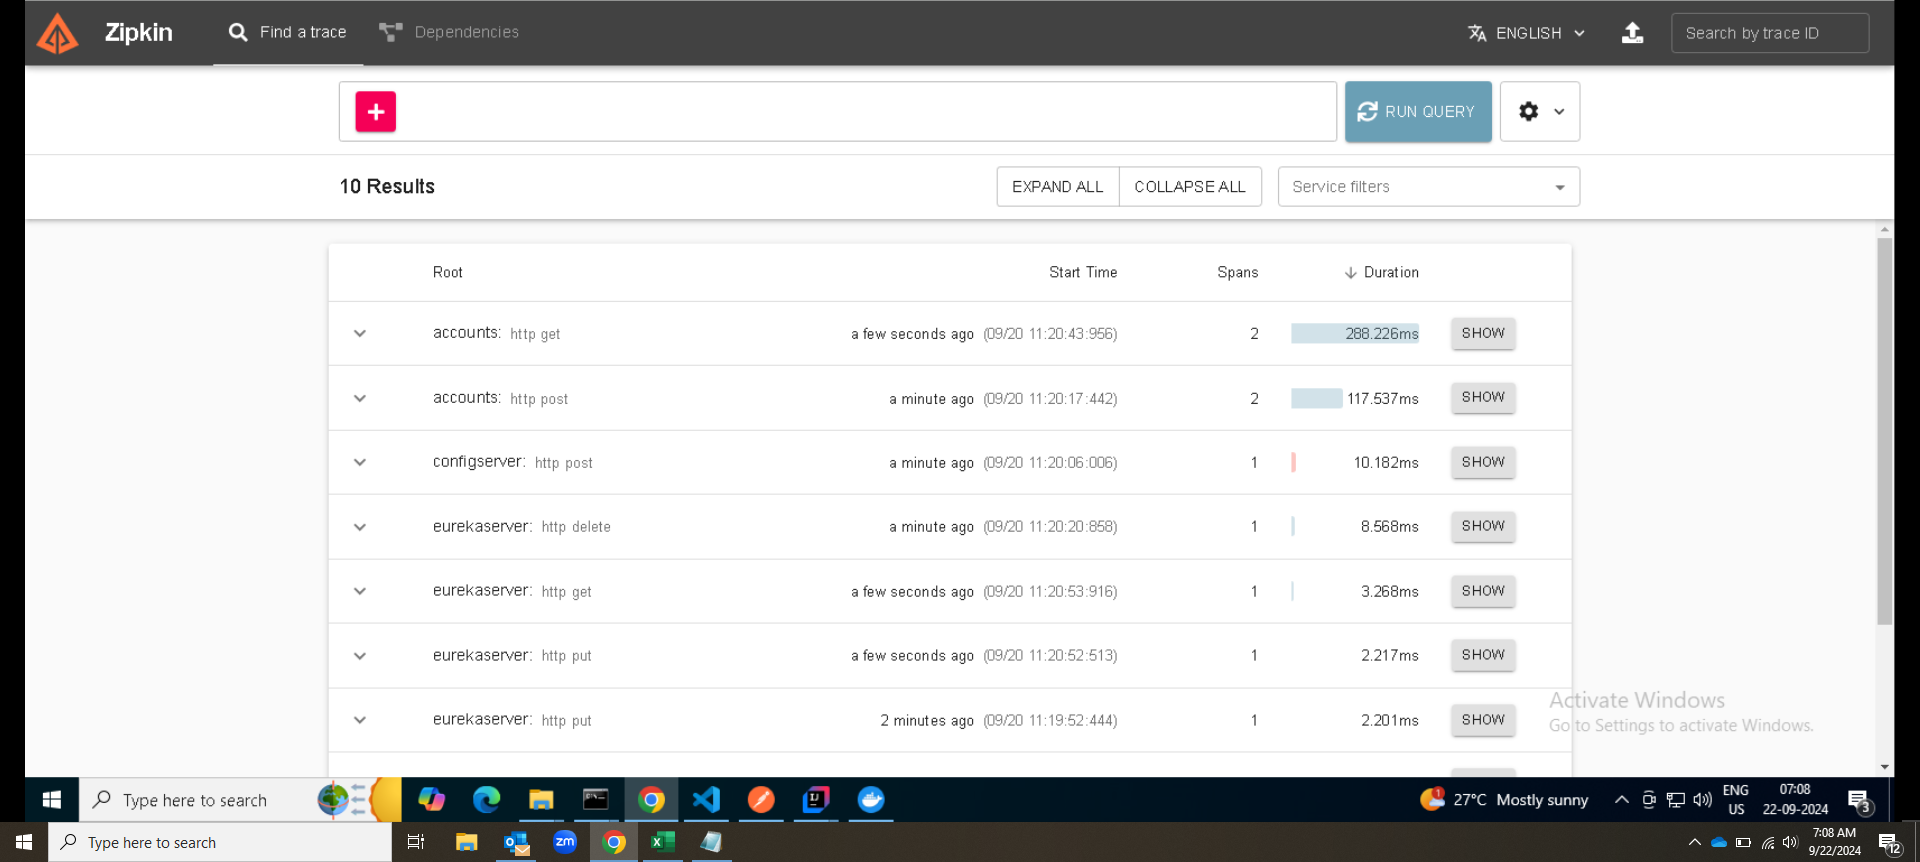 Zipkin
Find a trace
Dependencies
ENGLISH
Search by trace ID
+
RUN QUERY
10 Results
EXPAND ALL
COLLAPSE ALL
Service filters
Root Start Time Spans Duration
accounts: http get a few seconds ago (09/20 11:20:43:956) 2 288.226ms SHOW
accounts: http post a minute ago (09/20 11:20:17:442) 2 117.537ms SHOW
configserver: http post a minute ago (09/20 11:20:06:006) 1 10.182ms SHOW
eurekaserver: http delete a minute ago (09/20 11:20:20:858) 1 8.568ms SHOW
eurekaserver: http get a few seconds ago (09/20 11:20:53:916) 1 3.268ms SHOW
eurekaserver: http put a few seconds ago (09/20 11:20:52:513) 1 2.217ms SHOW
eurekaserver: http put 2 minutes ago (09/20 11:19:52:444) 1 2.201ms SHOW
Activate Windows
Go to Settings to activate Windows.
Type here to search
27°C Mostly sunny
ENG
US
07:08
22-09-2024
3
Type here to search
zm
7:08 AM
9/22/2024
12